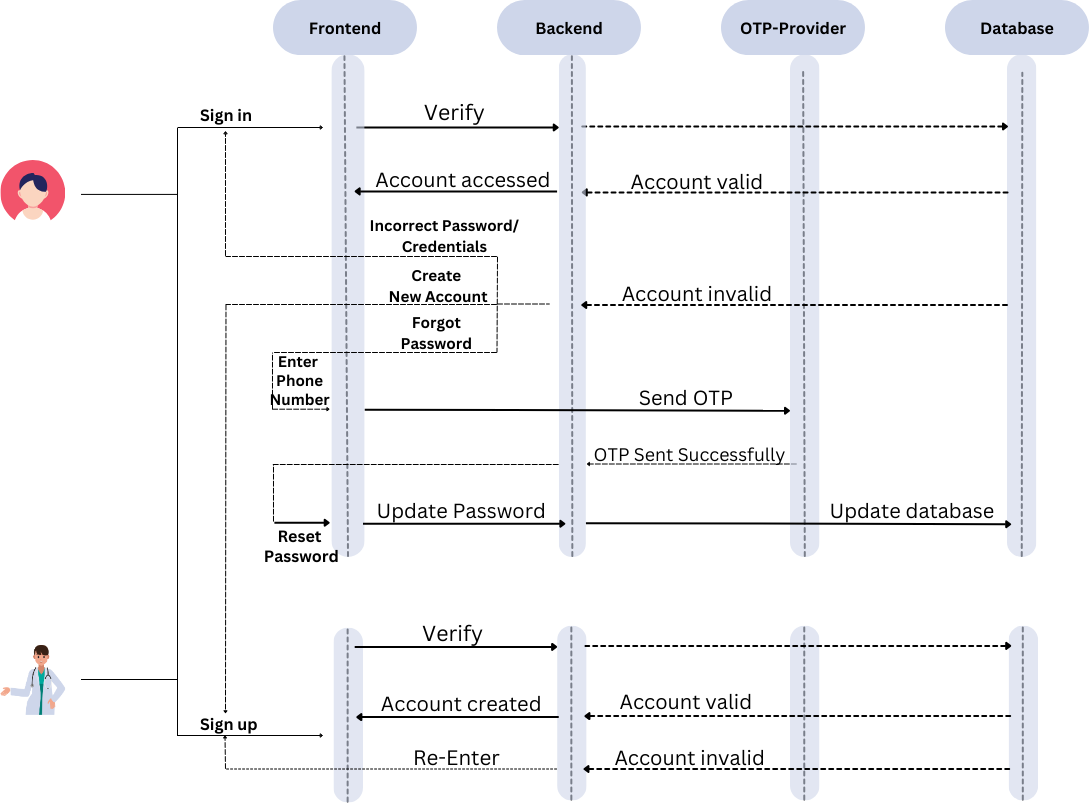 Frontend
Backend
OTP-Provider
Database
Sign in
Verify
Account accessed
Account valid
Incorrect Password/
Credentials
Create
New Account
Account invalid
Forgot
Password
Enter
Phone
Number
Send OTP
OTP Sent Successfully
Update Password
Update database
Reset
Password
Verify
Account created
Account valid
Sign up
Re-Enter
Account invalid